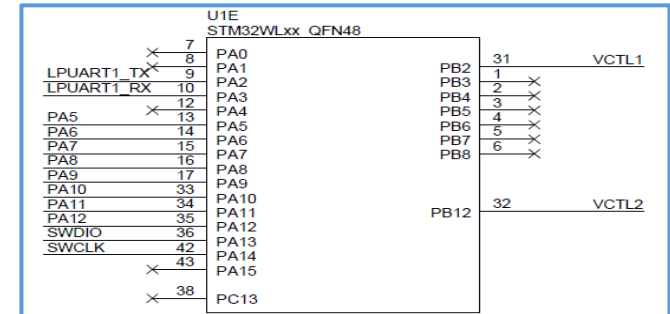 U1E
STM32WLxx QFN48
7 PA0
8 PA1
LPUART1_TX 9 PA2
LPUART1_RX 10 PA3
12 PA4
PA5 13 PA5
PA6 14 PA6
PA7 15 PA7
PA8 16 PA8
PA9 17 PA9
PA10 33 PA10
PA11 34 PA11
PA12 35 PA12
SWDIO 36 PA13
SWCLK 42 PA14
43 PA15
38 PC13
PB2 31 VCTL1
PB3 1
PB4 2
PB5 3
PB6 4
PB7 5
PB8 6
PB12 32 VCTL2